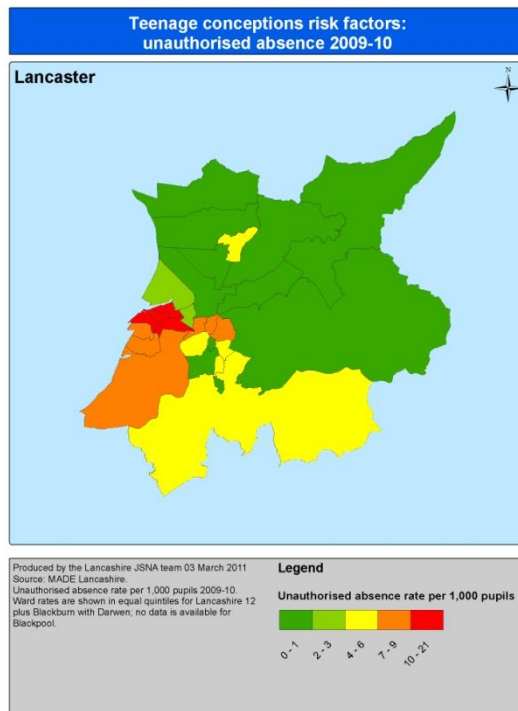 Teenage conceptions risk factors:
unauthorised absence 2009-10
Lancaster
N
Produced by the Lancashire JSNA team 03 March 2011
Source: MADE Lancashire.
Unauthorised absence rate per 1,000 pupils 2009-10.
Ward rates are shown in equal quintiles for Lancashire 12
plus Blackburn with Darwen; no data is available for
Blackpool.
Legend
Unauthorised absence rate per 1,000 pupils
0 - 1
2 - 3
4 - 6
7 - 9
10 - 21